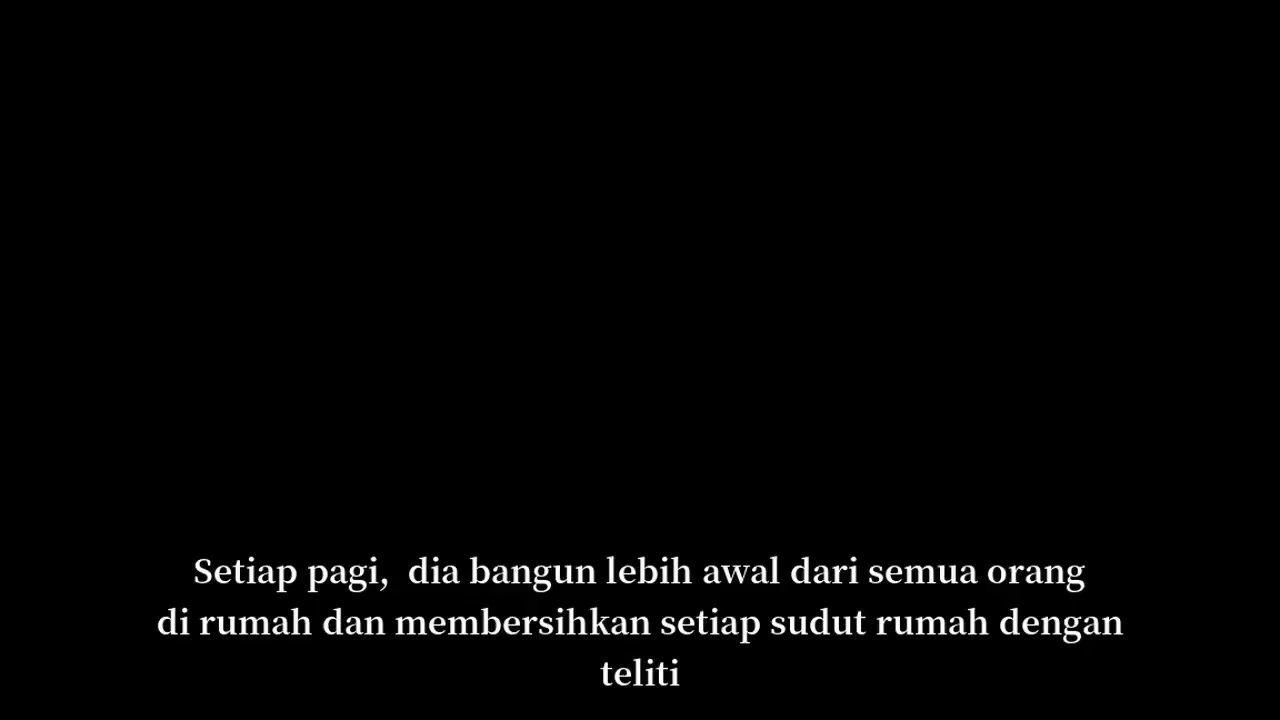 Setiap pagi,  dia bangun lebih awal dari semua orang
di rumah dan membersihkan setiap sudut rumah dengan
teliti